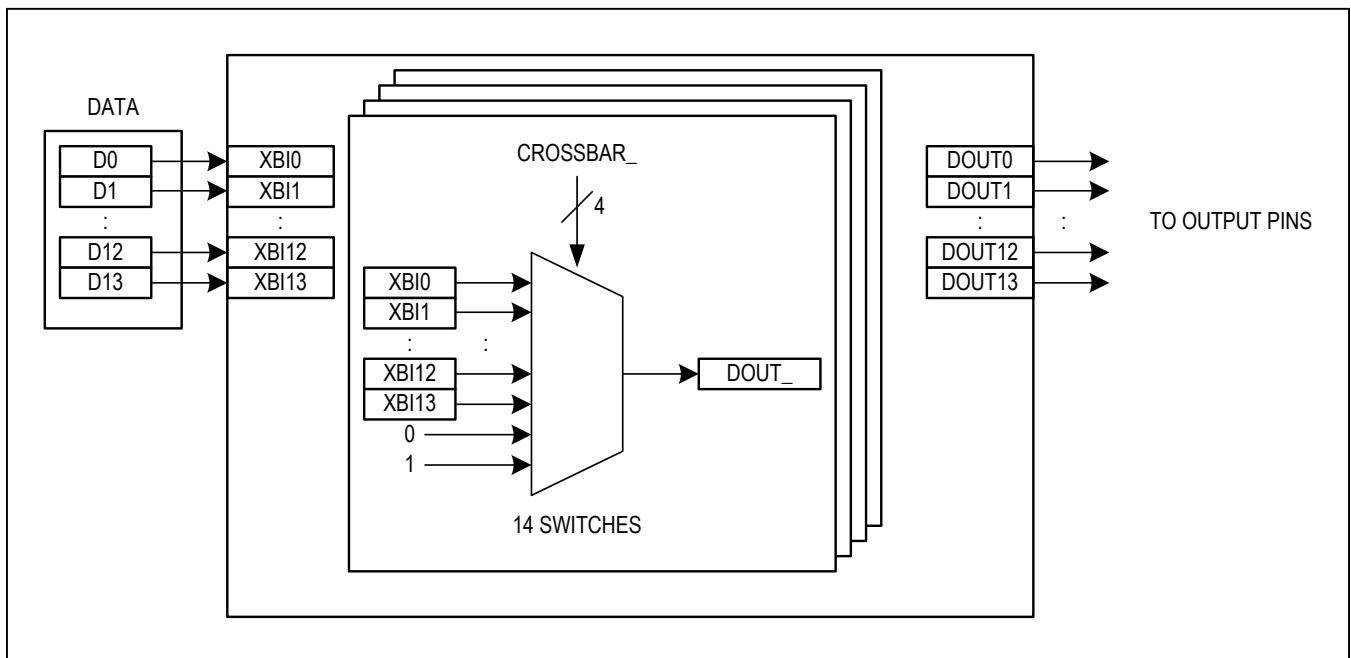 DATA
D0
D1
:
D12
D13
XBI0
XBI1
:
XBI12
XBI13
CROSSBAR_
4
XBI0
XBI1
: :
XBI12
XBI13
0
1
DOUT_
14 SWITCHES
DOUT0
DOUT1
: :
DOUT12
DOUT13
TO OUTPUT PINS